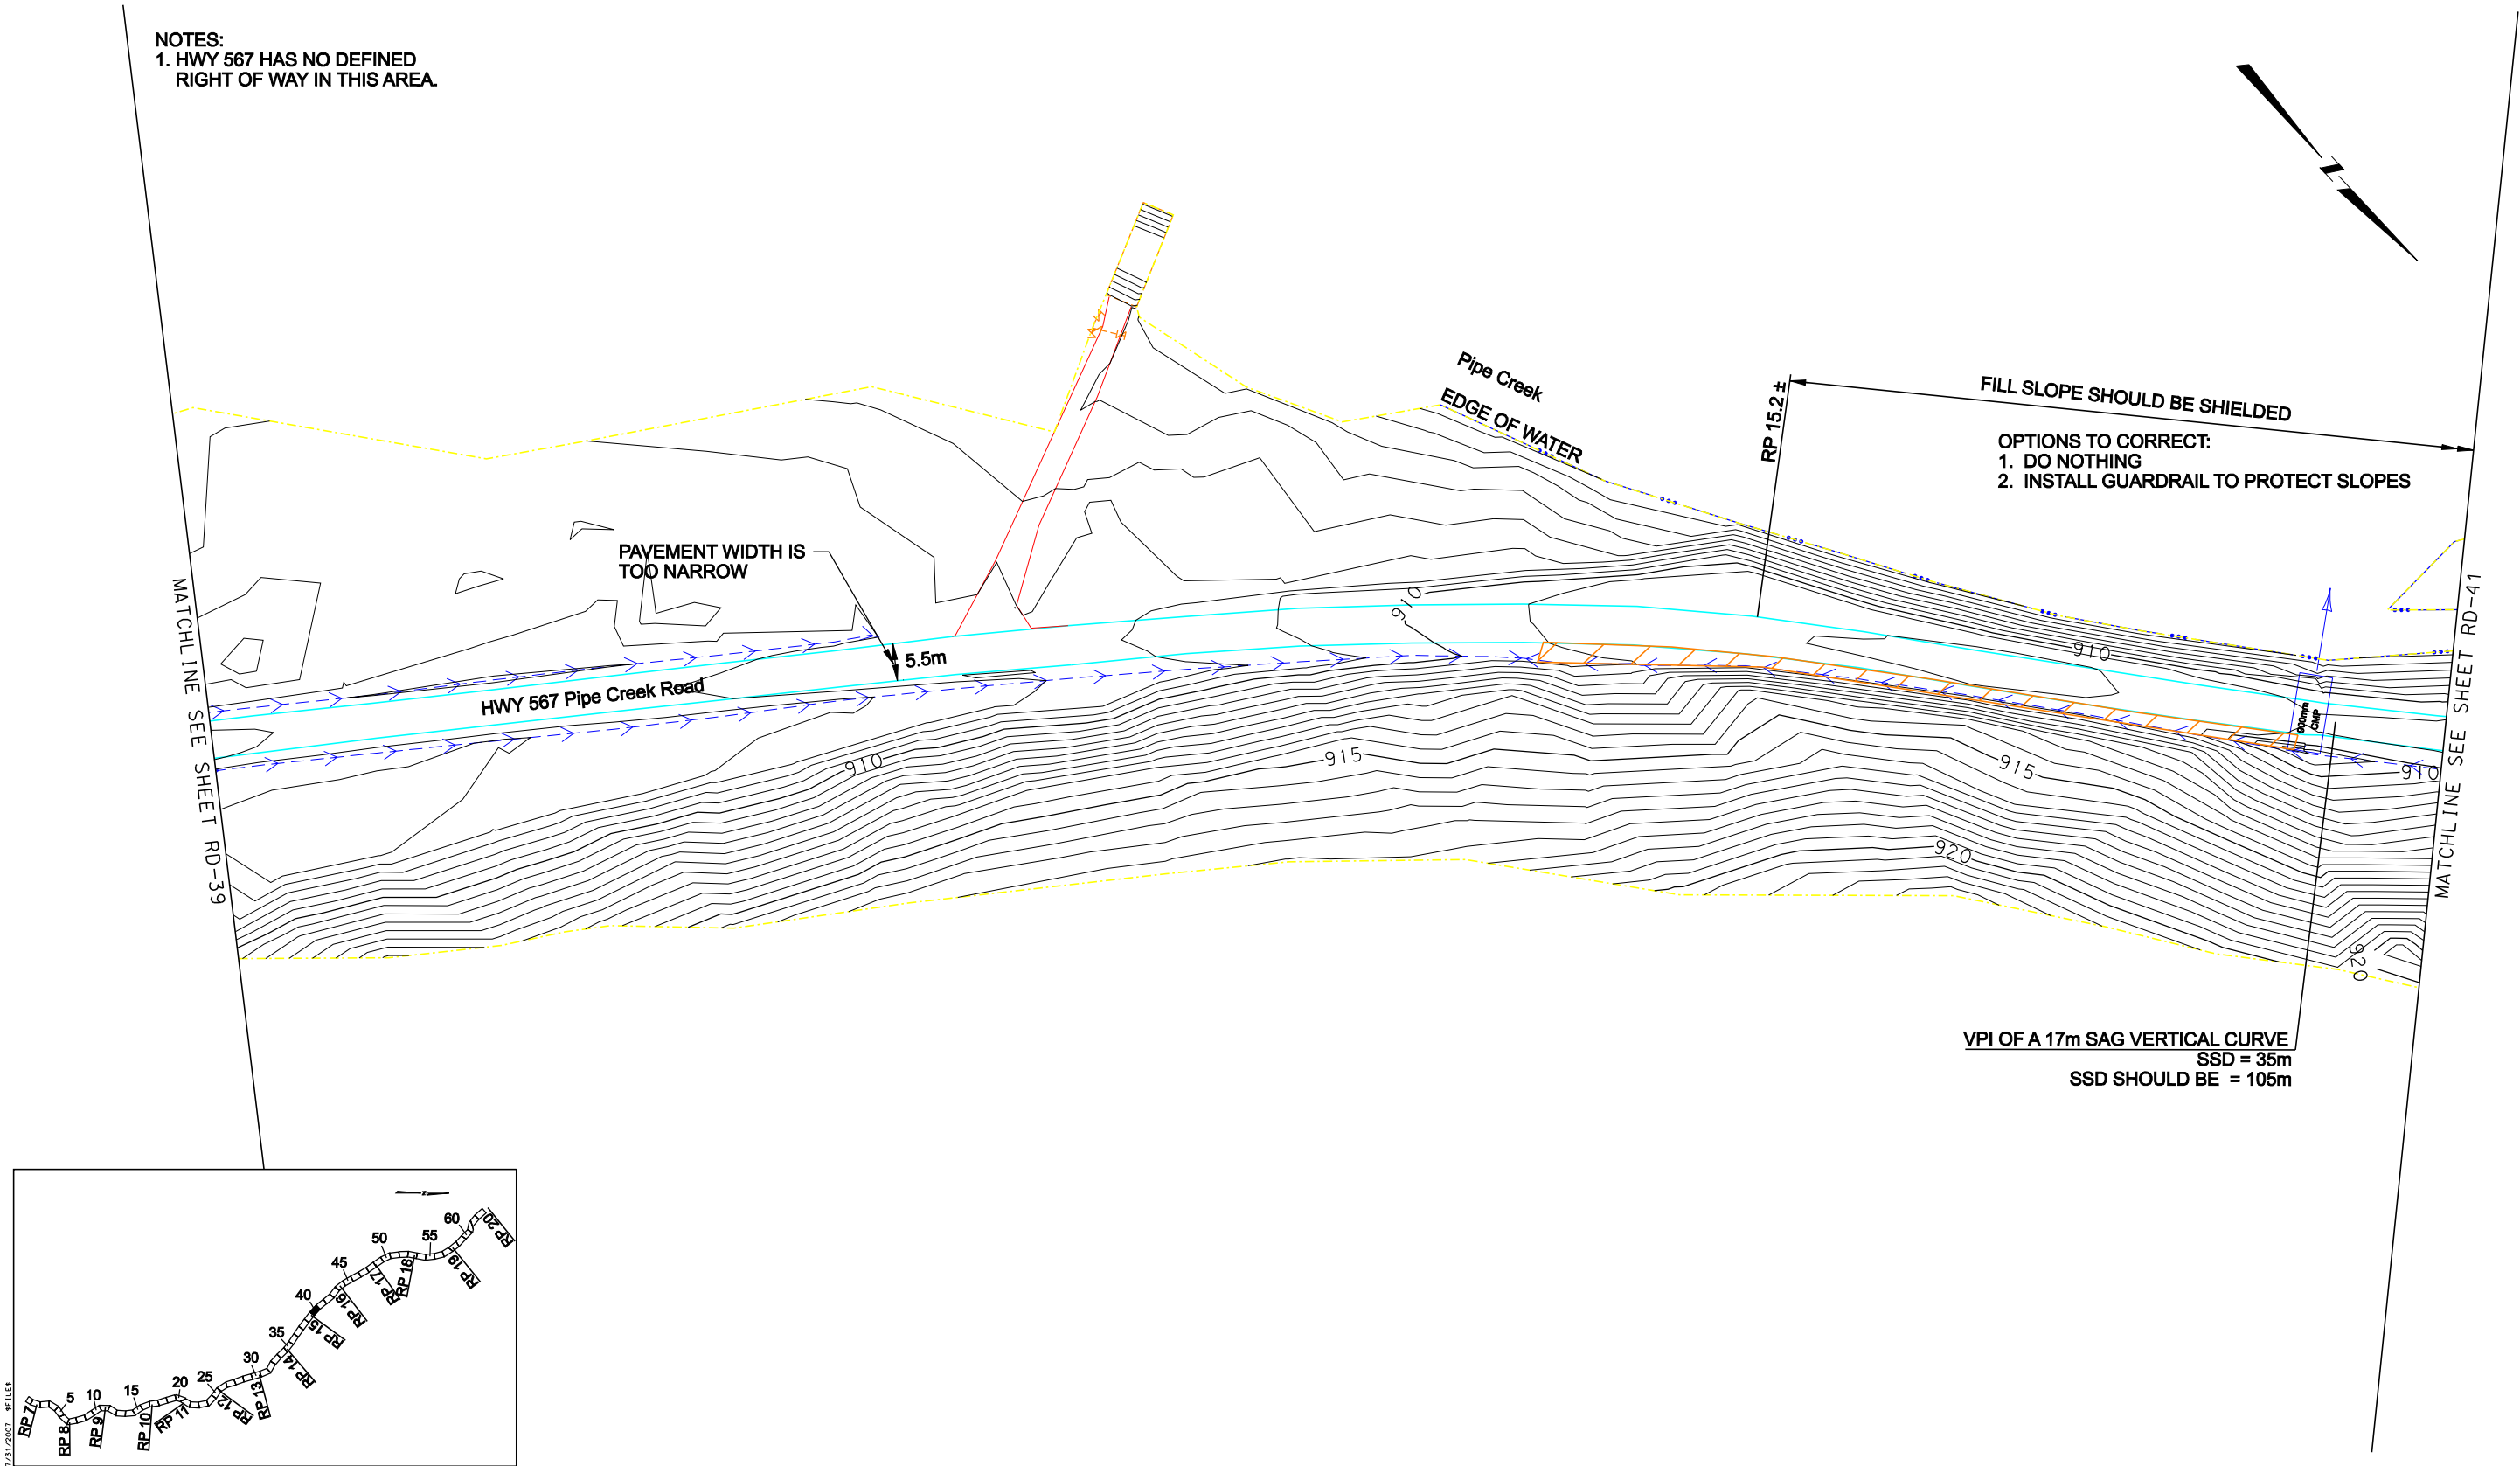 NOTES:
1. HWY 567 HAS NO DEFINED
RIGHT OF WAY IN THIS AREA.
Pipe Creek
EDGE OF WATER
RP 15.2 ±
FILL SLOPE SHOULD BE SHIELDED
OPTIONS TO CORRECT:
1. DO NOTHING
2. INSTALL GUARDRAIL TO PROTECT SLOPES
PAVEMENT WIDTH IS
TOO NARROW
5.5m
HWY 567 Pipe Creek Road
MATCHLINE SEE SHEET RD-39
MATCHLINE SEE SHEET RD-41
910
910
910
910
915
915
920
920
900mm
CMP
VPI OF A 17m SAG VERTICAL CURVE
SSD = 35m
SSD SHOULD BE = 105m
5
10
15
20
25
30
35
40
45
50
55
60
RP 7
RP 8
RP 9
RP 10
RP 11
RP 12
RP 13
RP 14
RP 15
RP 16
RP 17
RP 18
RP 19
RP 20
7/31/2007 $FILE$